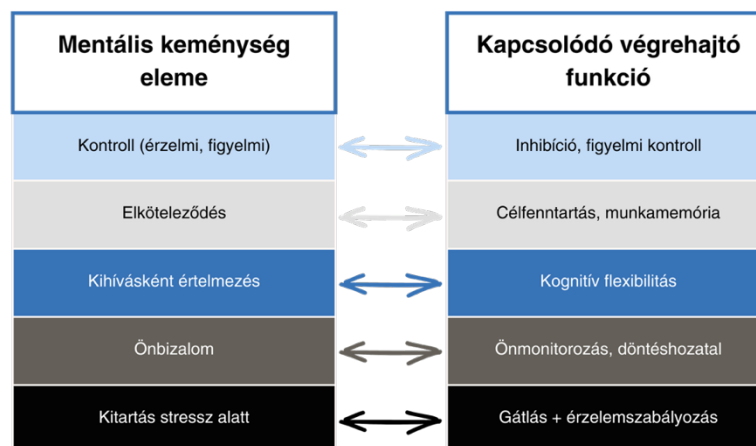 Mentális keménység
eleme
Kapcsolódó végrehajtó
funkció
Kontroll (érzelmi, figyelmi)
Inhibíció, figyelmi kontroll
Elköteleződés
Célfenntartás, munkamemória
Kihívásként értelmezés
Kognitív flexibilitás
Önbizalom
Önmonitorozás, döntéshozatal
Kitartás stressz alatt
Gátlás + érzelemszabályozás